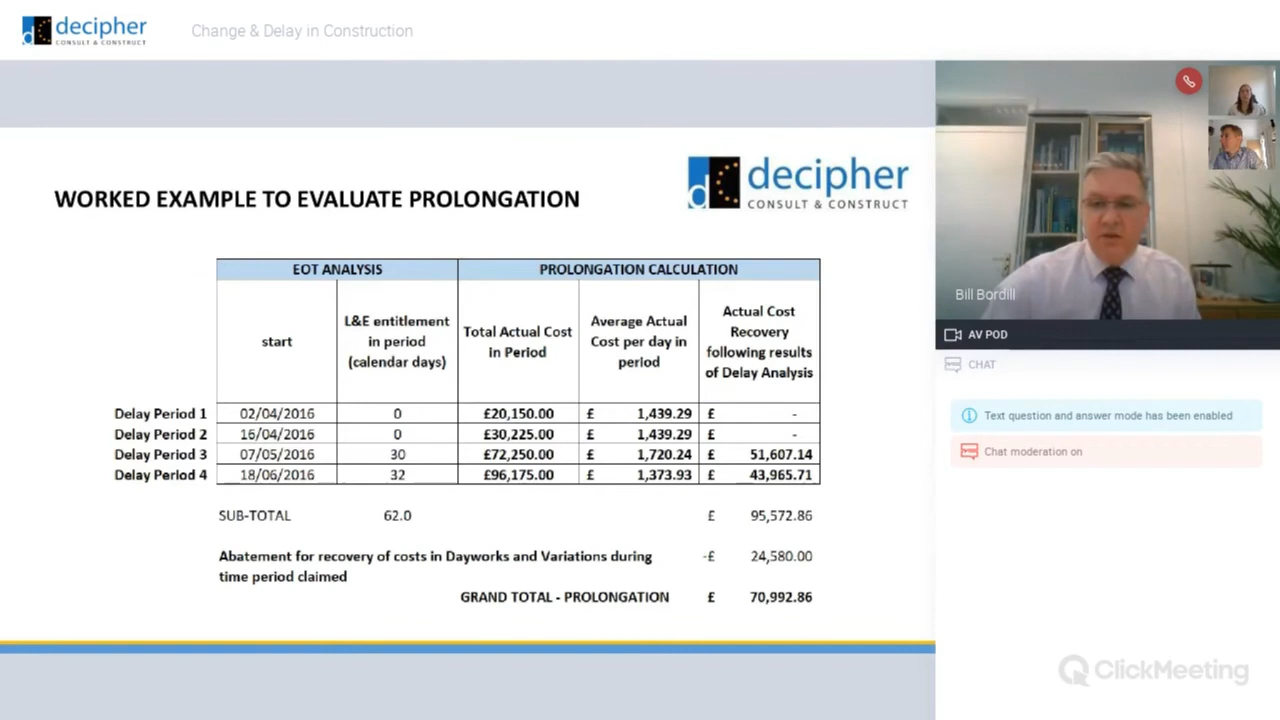 decipher
CONSULT & CONSTRUCT
Change & Delay in Construction
decipher
CONSULT & CONSTRUCT
WORKED EXAMPLE TO EVALUATE PROLONGATION
EOT ANALYSIS PROLONGATION CALCULATION
start
L&E entitlement
in period
(calendar days)
Total Actual Cost
in Period
Average Actual
Cost per day in
period
Actual Cost
Recovery
following results
of Delay Analysis
Delay Period 1 02/04/2016 0 £20,150.00 £ 1,439.29 £ -
Delay Period 2 16/04/2016 0 £30,225.00 £ 1,439.29 £ -
Delay Period 3 07/05/2016 30 £72,250.00 £ 1,720.24 £ 51,607.14
Delay Period 4 18/06/2016 32 £96,175.00 £ 1,373.93 £ 43,965.71
SUB-TOTAL 62.0 £ 95,572.86
Abatement for recovery of costs in Dayworks and Variations during
time period claimed
-£ 24,580.00
GRAND TOTAL - PROLONGATION £ 70,992.86
Bill Bordill
AV POD
CHAT
Text question and answer mode has been enabled
Chat moderation on
ClickMeeting